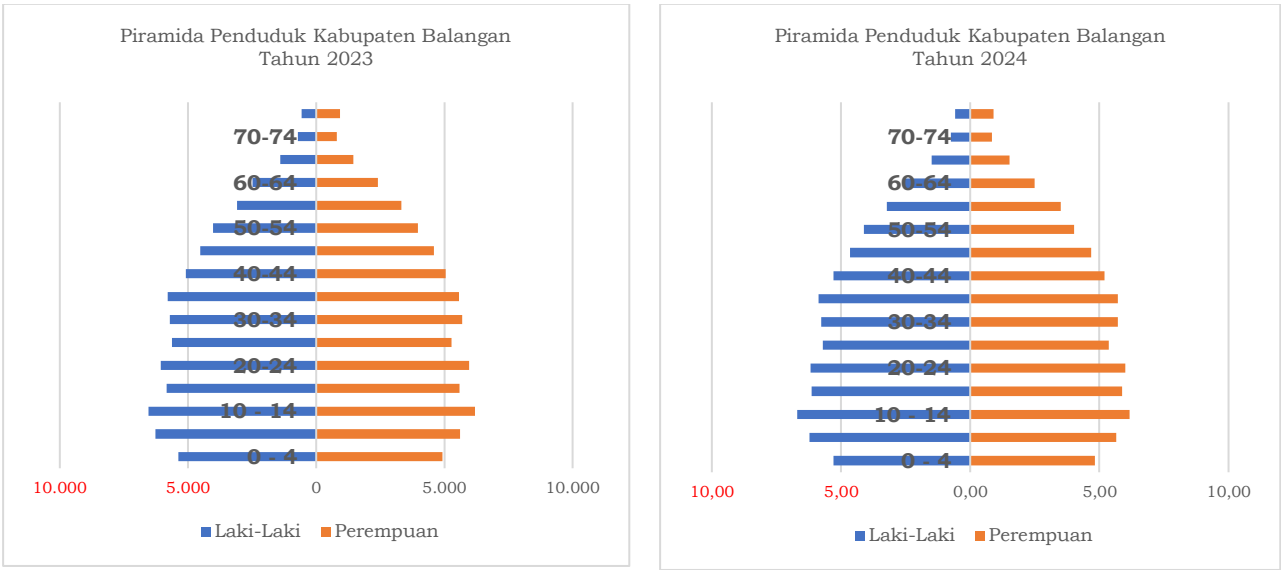 Piramida Penduduk Kabupaten Balangan
Tahun 2023
70-74
60-64
50-54
40-44
30-34
20-24
10 - 14
0 - 4
10.000 5.000 0 5.000 10.000
Laki-Laki Perempuan
Piramida Penduduk Kabupaten Balangan
Tahun 2024
70-74
60-64
50-54
40-44
30-34
20-24
10 - 14
0 - 4
10,00 5,00 0,00 5,00 10,00
Laki-Laki Perempuan